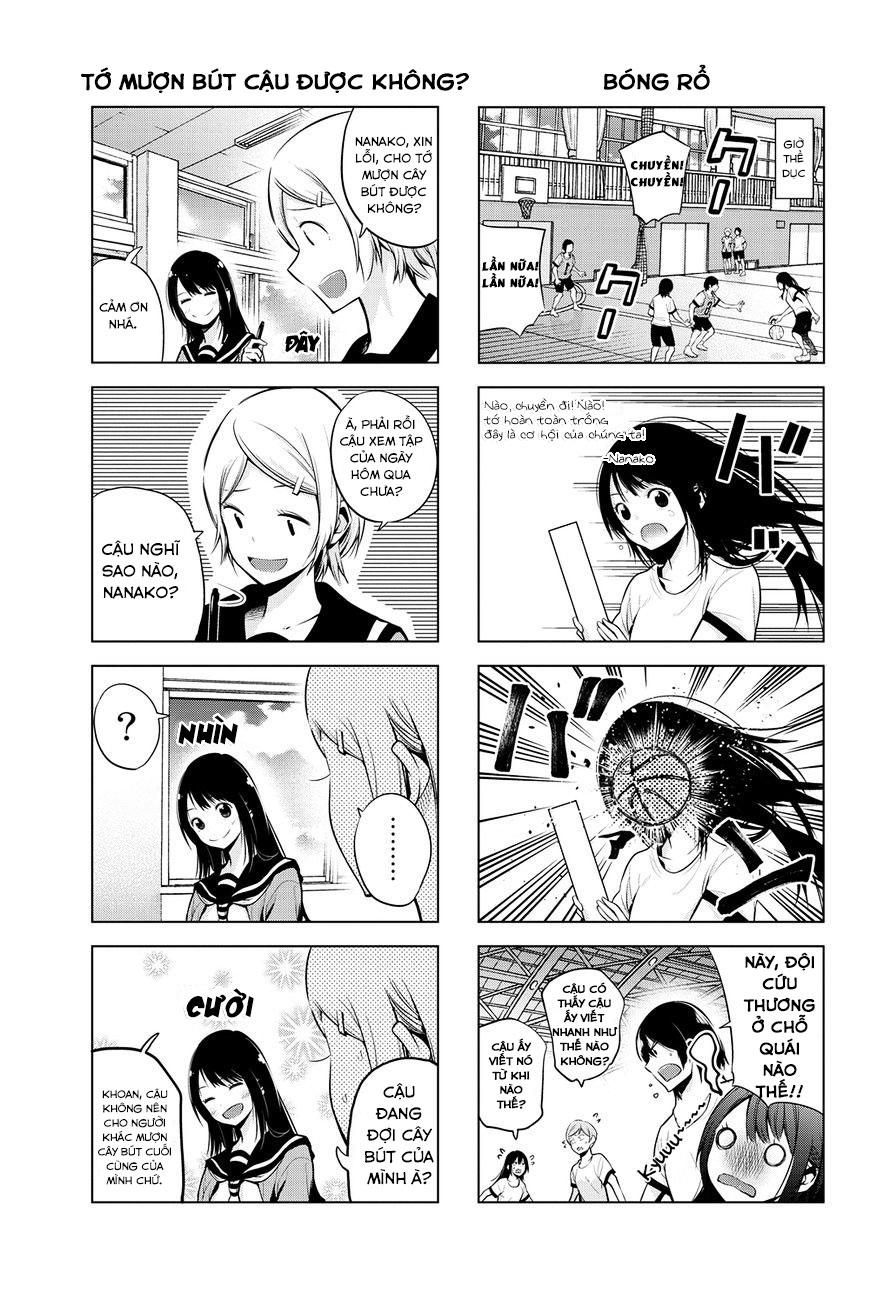 BÓNG RỔ
GIỜ
THỂ
DỤC
CHUYỀN!
CHUYỀN!
LẦN NỮA!
LẦN NỮA!
Nào, chuyền đi! Nào!
tớ hoàn toàn trống
đây là cơ hội của chúng ta!
-Nanako
NÀY, ĐỘI
CỨU
THƯƠNG
Ở CHỖ
QUÁI
NÀO
THẾ!!
CẬU CÓ
THẤY CẬU
ẤY VIẾT
NHANH NHƯ
THẾ NÀO
KHÔNG?
CẬU ẤY
VIẾT NÓ
TỪ KHI
NÀO
THẾ?
Kyuuu~
TỚ MƯỢN BÚT CẬU ĐƯỢC KHÔNG?
NANAKO, XIN
LỖI, CHO TỚ
MƯỢN CÂY
BÚT ĐƯỢC
KHÔNG?
ĐÂY
CẢM ƠN
NHÁ.
À, PHẢI RỒI
CẬU XEM TẬP
CỦA NGÀY
HÔM QUA
CHƯA?
CẬU NGHĨ
SAO NÀO,
NANAKO?
NHÌN
?
.........
CƯỜI
CẬU
ĐANG
ĐỢI CÂY
BÚT CỦA
MÌNH À?
KHOAN, CẬU
KHÔNG NÊN
CHO NGƯỜI
KHÁC MƯỢN
CÂY BÚT CUỐI
CÙNG CỦA
MÌNH CHỨ.